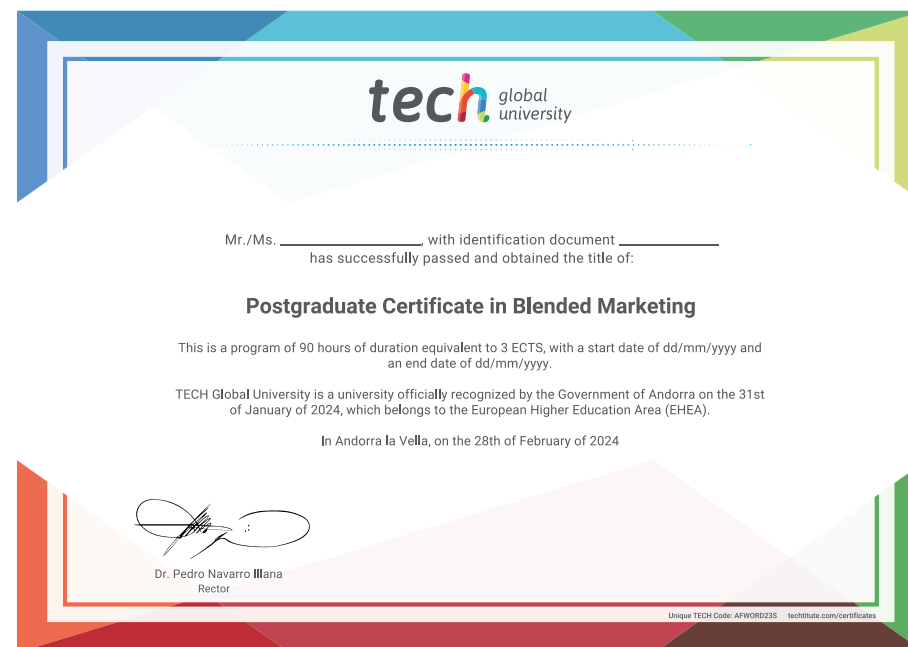 tech global
university
Mr./Ms. ____________, with identification document ____________
has successfully passed and obtained the title of:
Postgraduate Certificate in Blended Marketing
This is a program of 90 hours of duration equivalent to 3 ECTS, with a start date of dd/mm/yyyy and
an end date of dd/mm/yyyy.
TECH Global University is a university officially recognized by the Government of Andorra on the 31st
of January of 2024, which belongs to the European Higher Education Area (EHEA).
In Andorra la Vella, on the 28th of February of 2024
Dr. Pedro Navarro Illana
Rector
Unique TECH Code: AFWORD23S techtitute.com/certificates